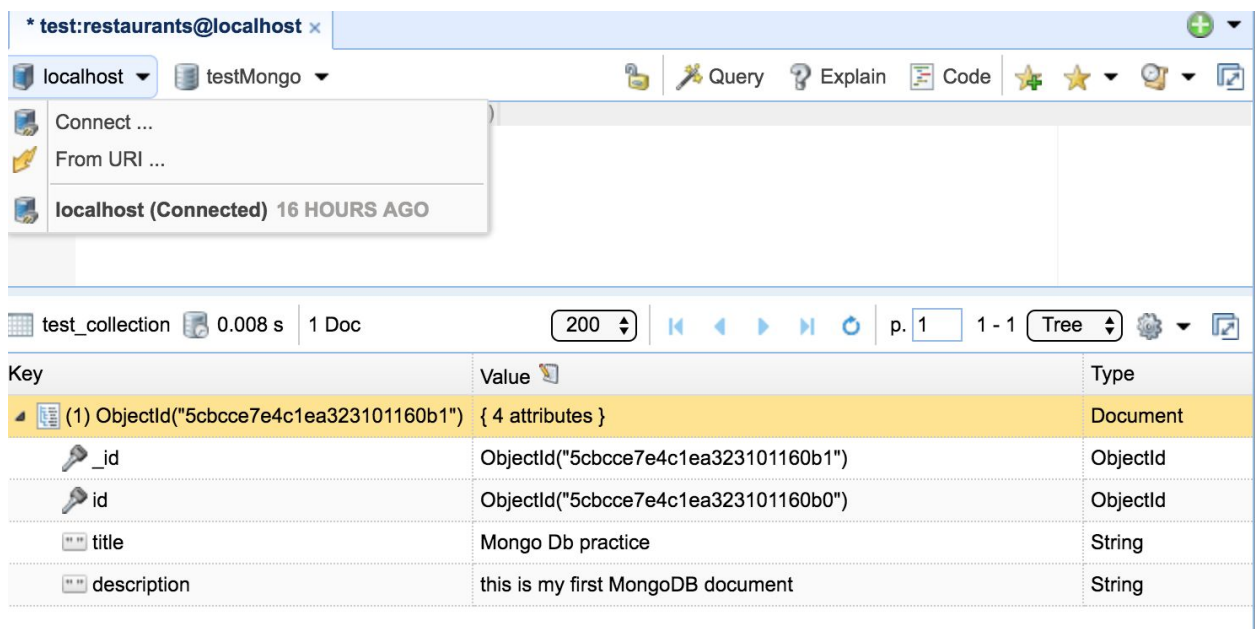 * test:restaurants@localhost ×
localhost testMongo Query Explain Code
)
Connect ...
From URI ...
localhost (Connected) 16 HOURS AGO
test_collection 0.008 s 1 Doc 200 p. 1 1 - 1 Tree
Key Value Type
(1) ObjectId("5cbcce7e4c1ea323101160b1") { 4 attributes } Document
_id ObjectId("5cbcce7e4c1ea323101160b1") ObjectId
id ObjectId("5cbcce7e4c1ea323101160b0") ObjectId
title Mongo Db practice String
description this is my first MongoDB document String